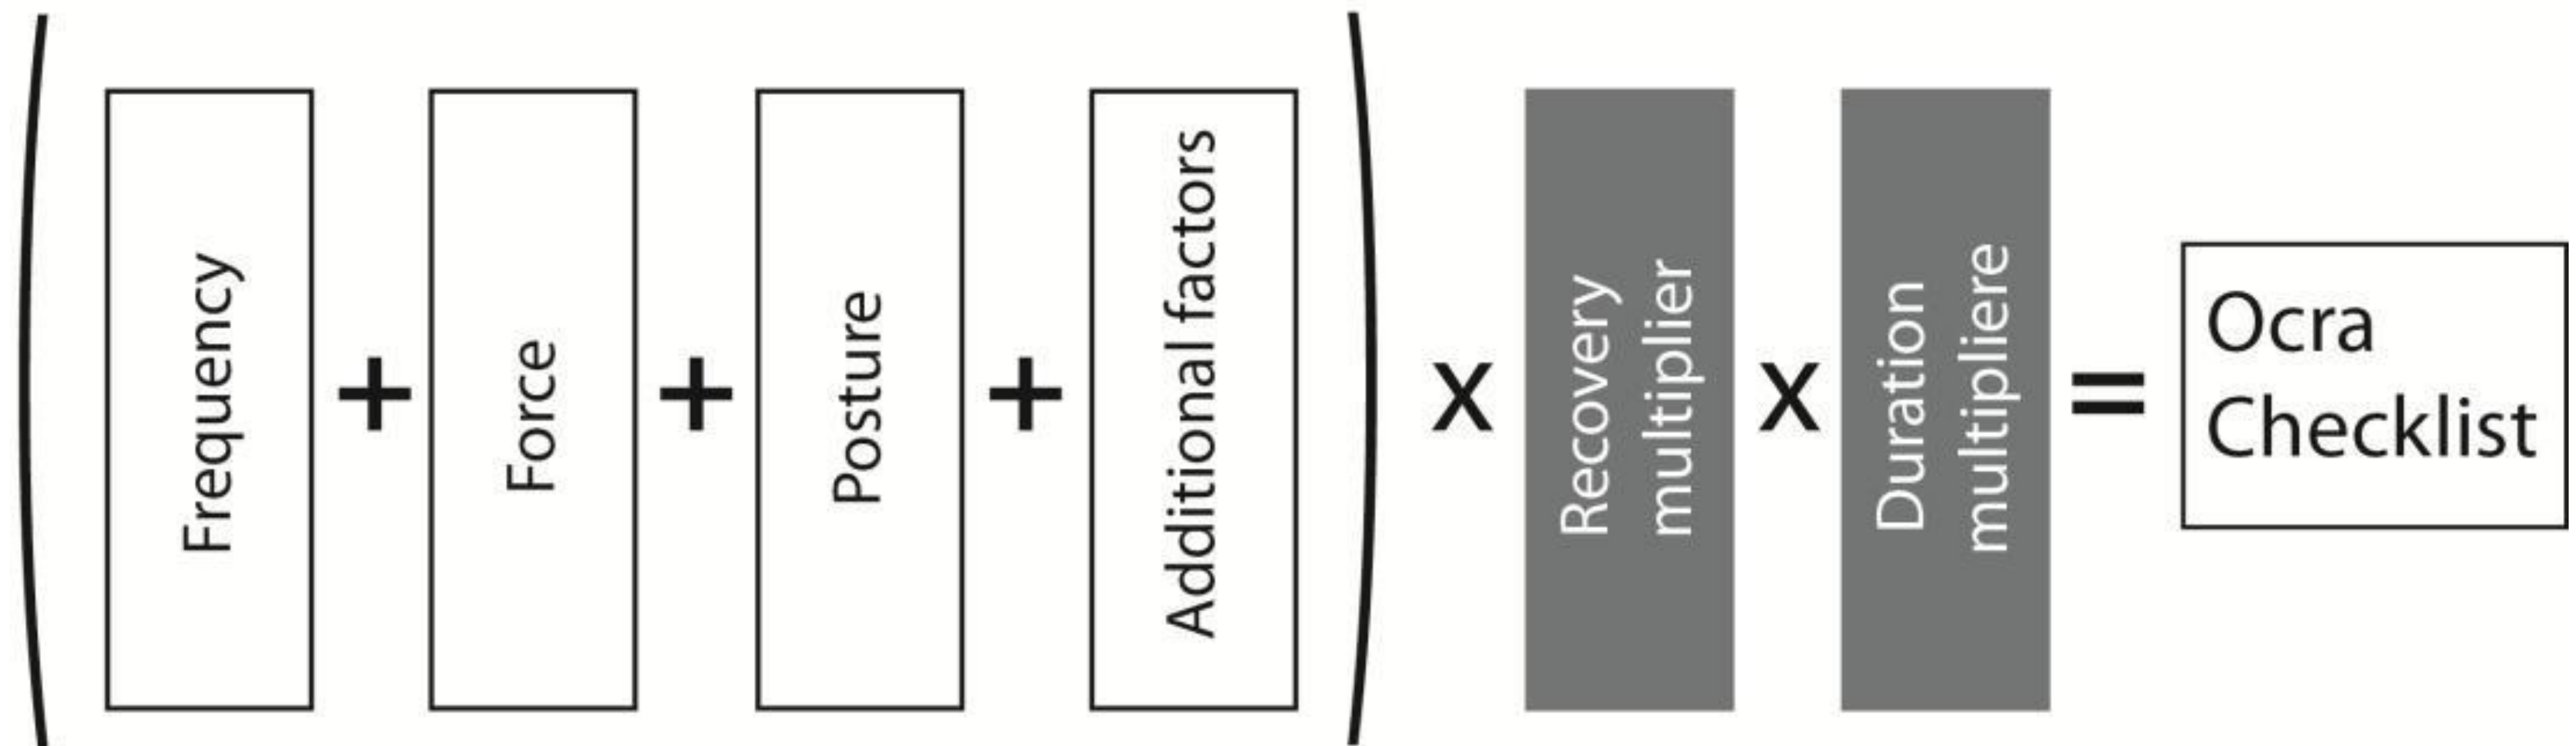 Frequency
+
Force
+
Posture
+
Additional factors
x
Recovery
multiplier
x
Duration
multipliere
=
Ocra
Checklist